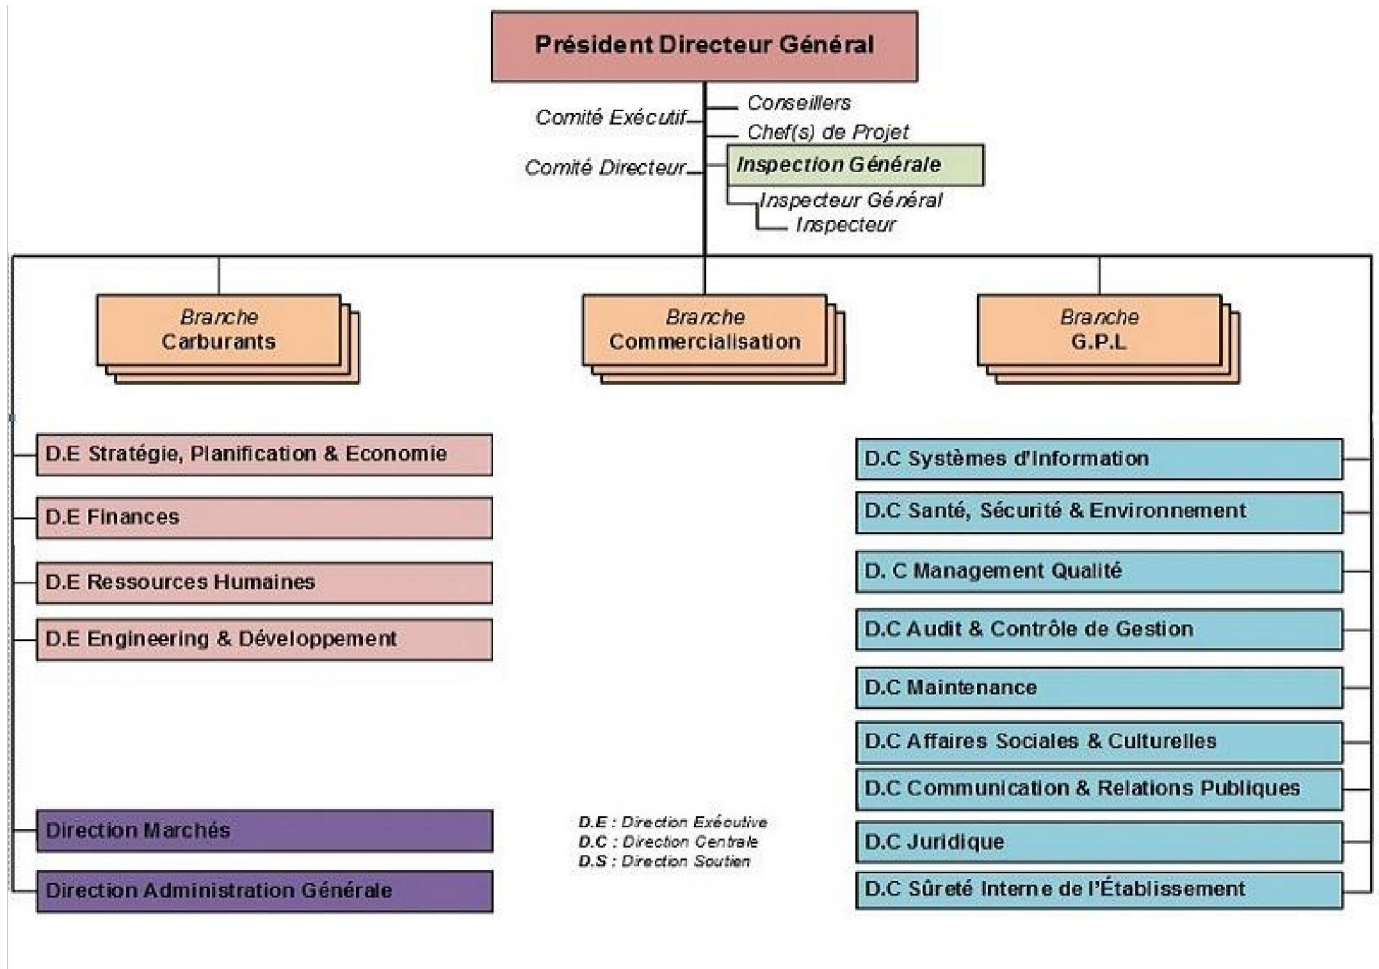 Président Directeur Général
Conseillers
Comité Exécutif
Chef(s) de Projet
Comité Directeur
Inspection Générale
Inspecteur Général
Inspecteur
Branche
Carburants
Branche
Commercialisation
Branche
G.P.L
D.E Stratégie, Planification & Economie
D.E Finances
D.E Ressources Humaines
D.E Engineering & Développement
Direction Marchés
Direction Administration Générale
D.E : Direction Exécutive
D.C : Direction Centrale
D.S : Direction Soutien
D.C Systèmes d'Information
D.C Santé, Sécurité & Environnement
D. C Management Qualité
D.C Audit & Contrôle de Gestion
D.C Maintenance
D.C Affaires Sociales & Culturelles
D.C Communication & Relations Publiques
D.C Juridique
D.C Sûreté Interne de l'Établissement